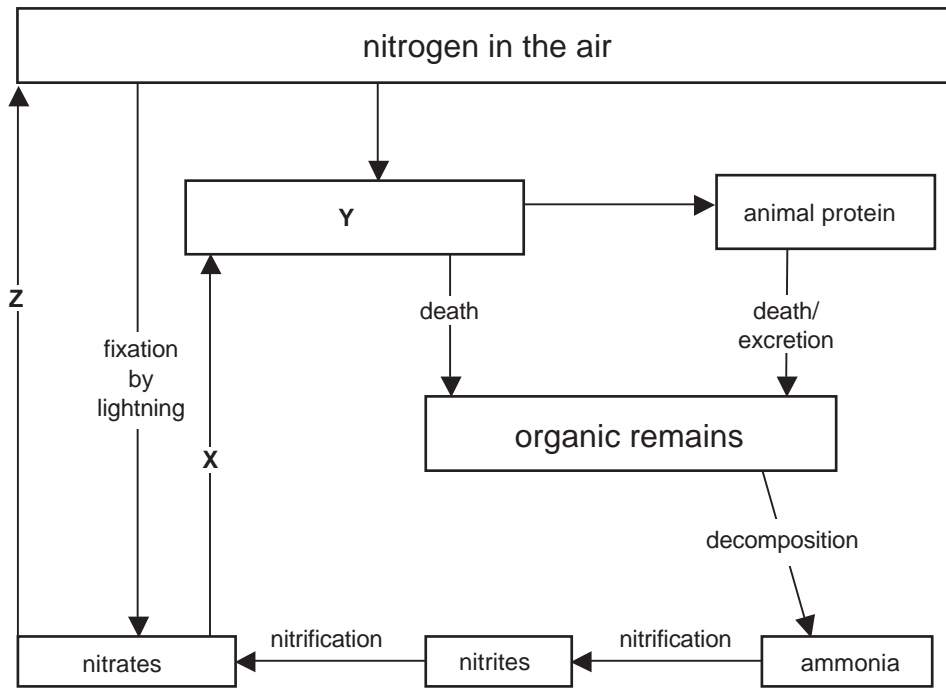 nitrogen in the air
Y
animal protein
Z
death
death/
excretion
fixation
by
lightning
organic remains
X
decomposition
nitrification
nitrification
nitrates
nitrites
ammonia